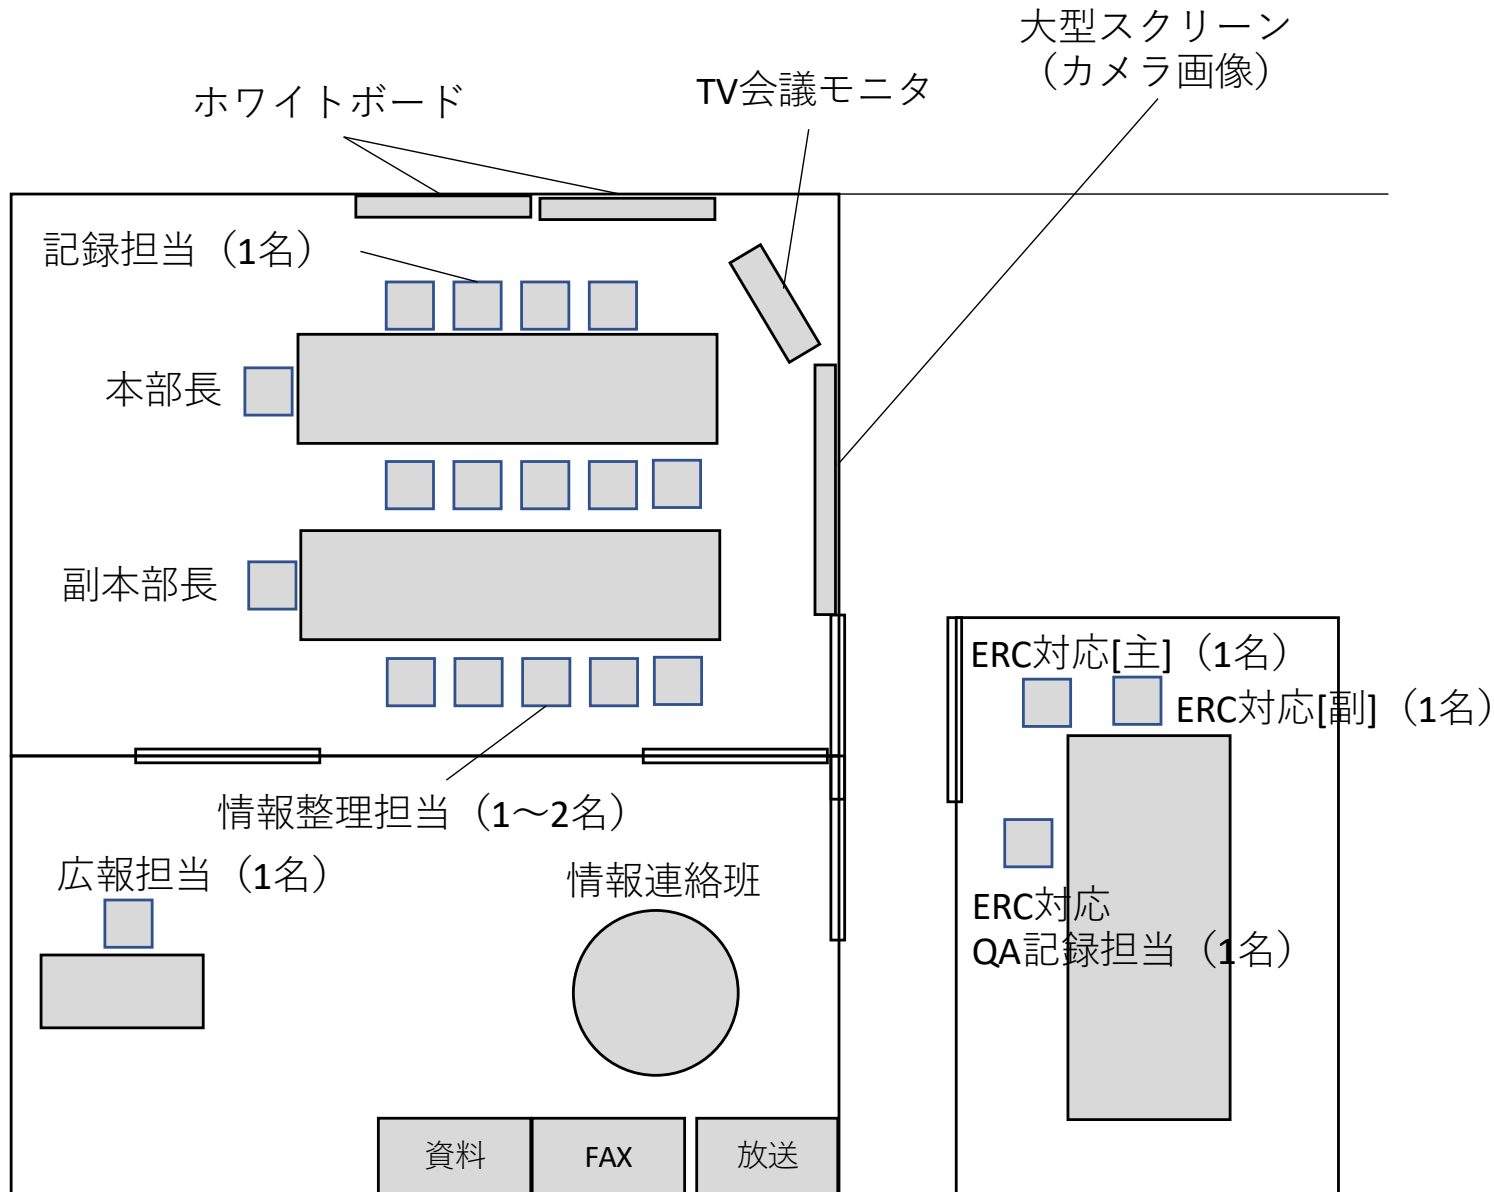 大型スクリーン
（カメラ画像）
ホワイトボード
TV会議モニタ
記録担当（1名）
本部長
副本部長
ERC対応[主]（1名）
ERC対応[副]（1名）
情報整理担当（1～2名）
広報担当（1名）
情報連絡班
ERC対応
QA記録担当（1名）
資料
FAX
放送